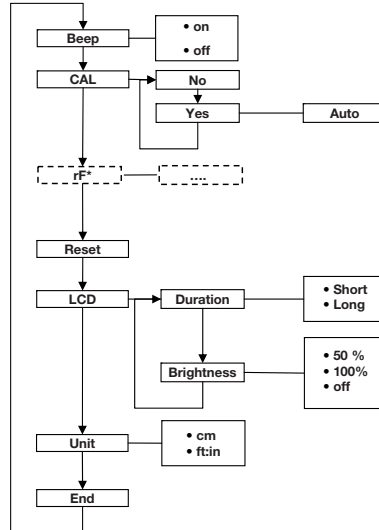 Beep
• on
• off
CAL
No
Yes
Auto
rF*
....
Reset
LCD
Duration
• Short
• Long
Brightness
• 50 %
• 100%
• off
Unit
• cm
• ft:in
End